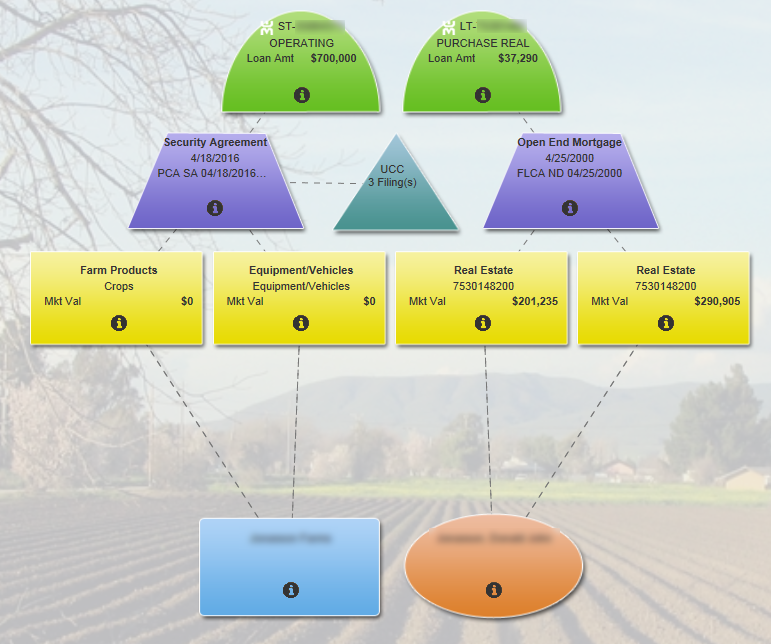 ST-
OPERATING
Loan Amt $700,000
LT-
PURCHASE REAL
Loan Amt $37,290
Security Agreement
4/18/2016
PCA SA 04/18/2016...
UCC
3 Filing(s)
Open End Mortgage
4/25/2000
FLCA ND 04/25/2000
Farm Products
Crops
Mkt Val $0
Equipment/Vehicles
Equipment/Vehicles
Mkt Val $0
Real Estate
7530148200
Mkt Val $201,235
Real Estate
7530148200
Mkt Val $290,905